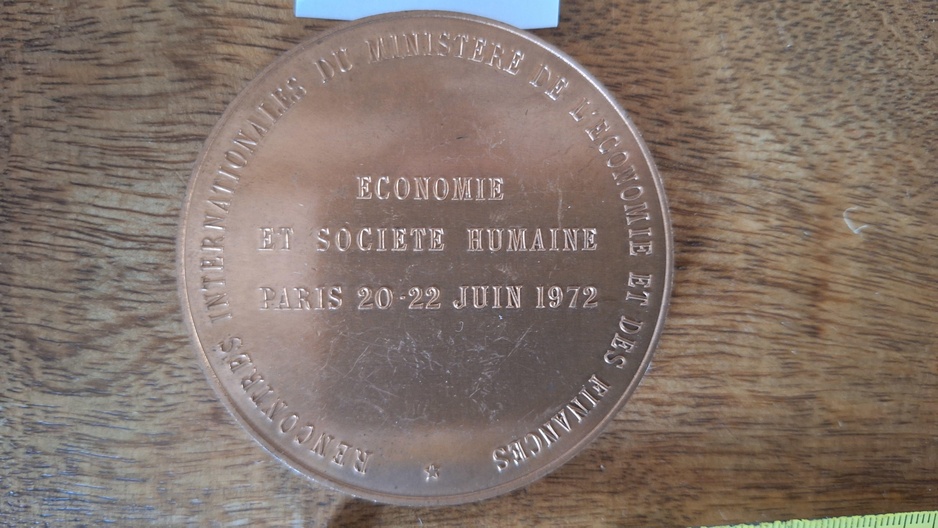 RENCONTRES INTERNATIONALES DU MINISTERE DE L'ECONOMIE ET DES FINANCES
ECONOMIE
ET SOCIETE HUMAINE
PARIS 20-22 JUIN 1972